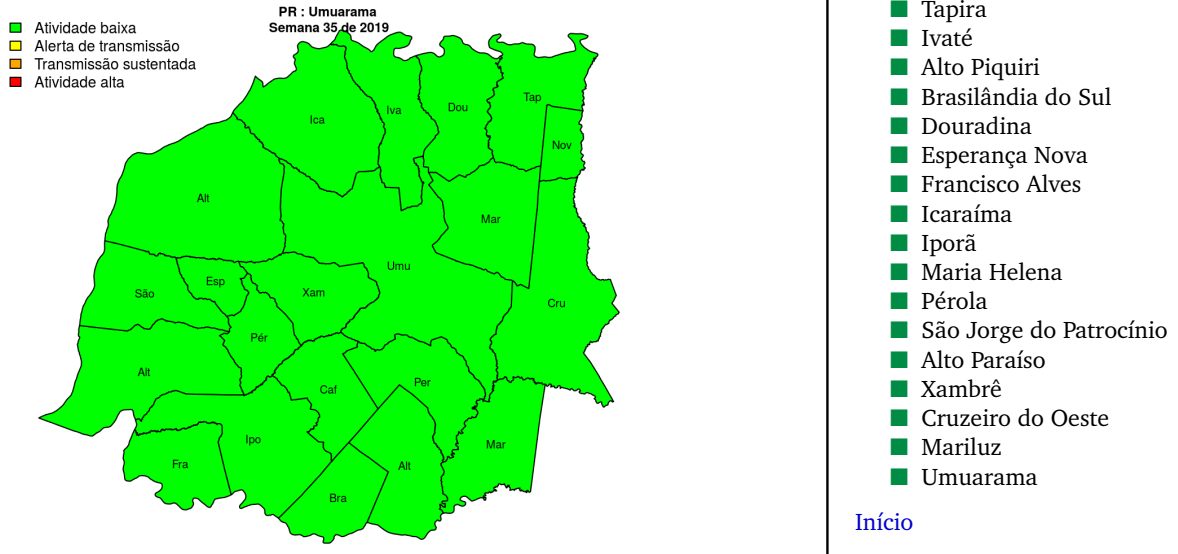 PR : Umuarama
Semana 35 de 2019
Atividade baixa
Alerta de transmissão
Transmissão sustentada
Atividade alta
Ica
Iva
Dou
Tap
Nov
Alt
Mar
Umu
Esp
São
Xam
Cru
Pér
Alt
Caf
Per
Ipo
Mar
Fra
Alt
Bra
Tapira
Ivaté
Alto Piquiri
Brasilândia do Sul
Douradina
Esperança Nova
Francisco Alves
Icaraíma
Iporã
Maria Helena
Pérola
São Jorge do Patrocínio
Alto Paraíso
Xambrê
Cruzeiro do Oeste
Mariluz
Umuarama
Início